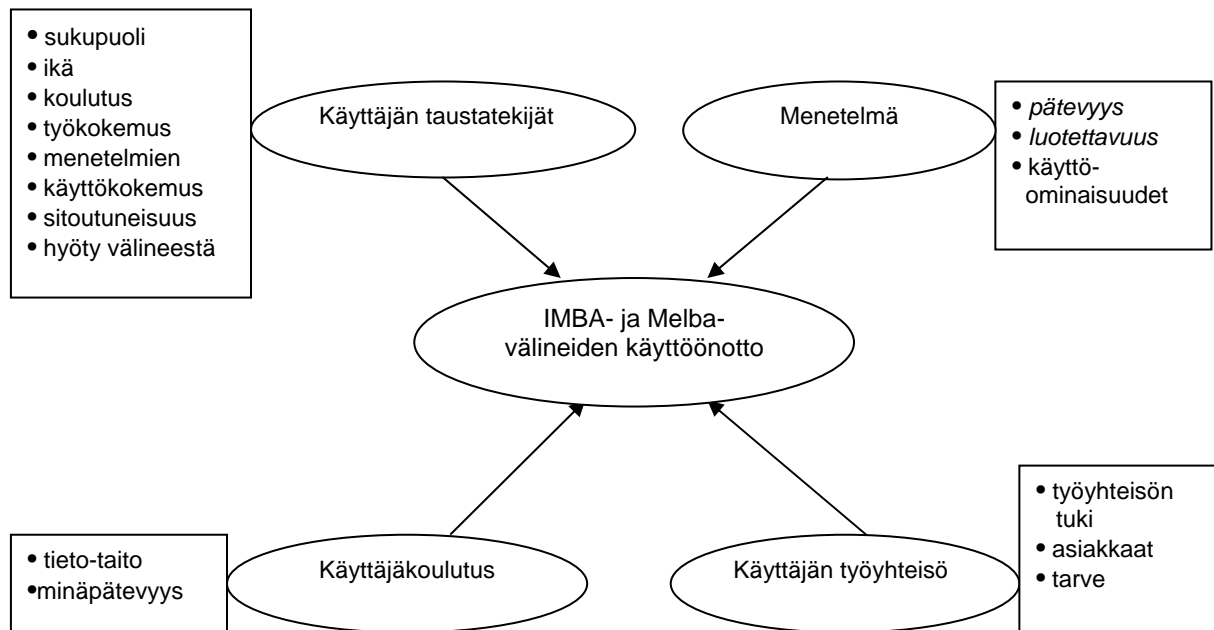 • sukupuoli
• ikä
• koulutus
• työkokemus
• menetelmien
• käyttökokemus
• sitoutuneisuus
• hyöty välineestä
Käyttäjän taustatekijät
Menetelmä
• pätevyys
• luotettavuus
• käyttö-
ominaisuudet
IMBA- ja Melba-
välineiden käyttöönotto
• tieto-taito
•minäpätevyys
Käyttäjäkoulutus
Käyttäjän työyhteisö
• työyhteisön
tuki
• asiakkaat
• tarve